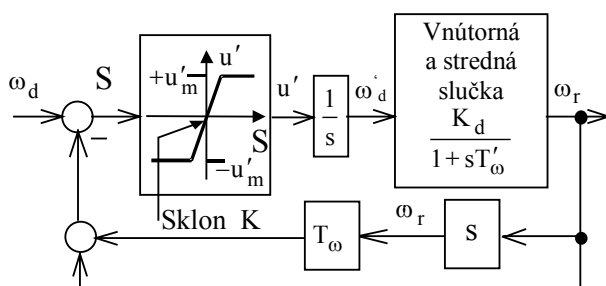 Vnútorná
a stredná
slučka
K_d
1 + sT′_ω
ω_d
S
+u′_m
u′
S
−u′_m
u′
1
s
ω‘_d
ω_r
−
Sklon K
T_ω
ω_r
s